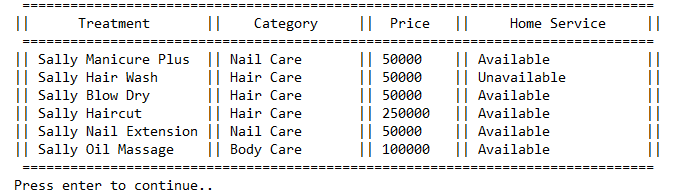 ===============================================================================
||      Treatment      ||     Category     ||   Price   ||     Home Service     ||
===============================================================================
|| Sally Manicure Plus  || Nail Care        || 50000     || Available            ||
|| Sally Hair Wash      || Hair Care        || 50000     || Unavailable          ||
|| Sally Blow Dry       || Hair Care        || 50000     || Available            ||
|| Sally Haircut        || Hair Care        || 250000    || Available            ||
|| Sally Nail Extension || Nail Care        || 50000     || Available            ||
|| Sally Oil Massage    || Body Care        || 100000    || Available            ||
===============================================================================
Press enter to continue..